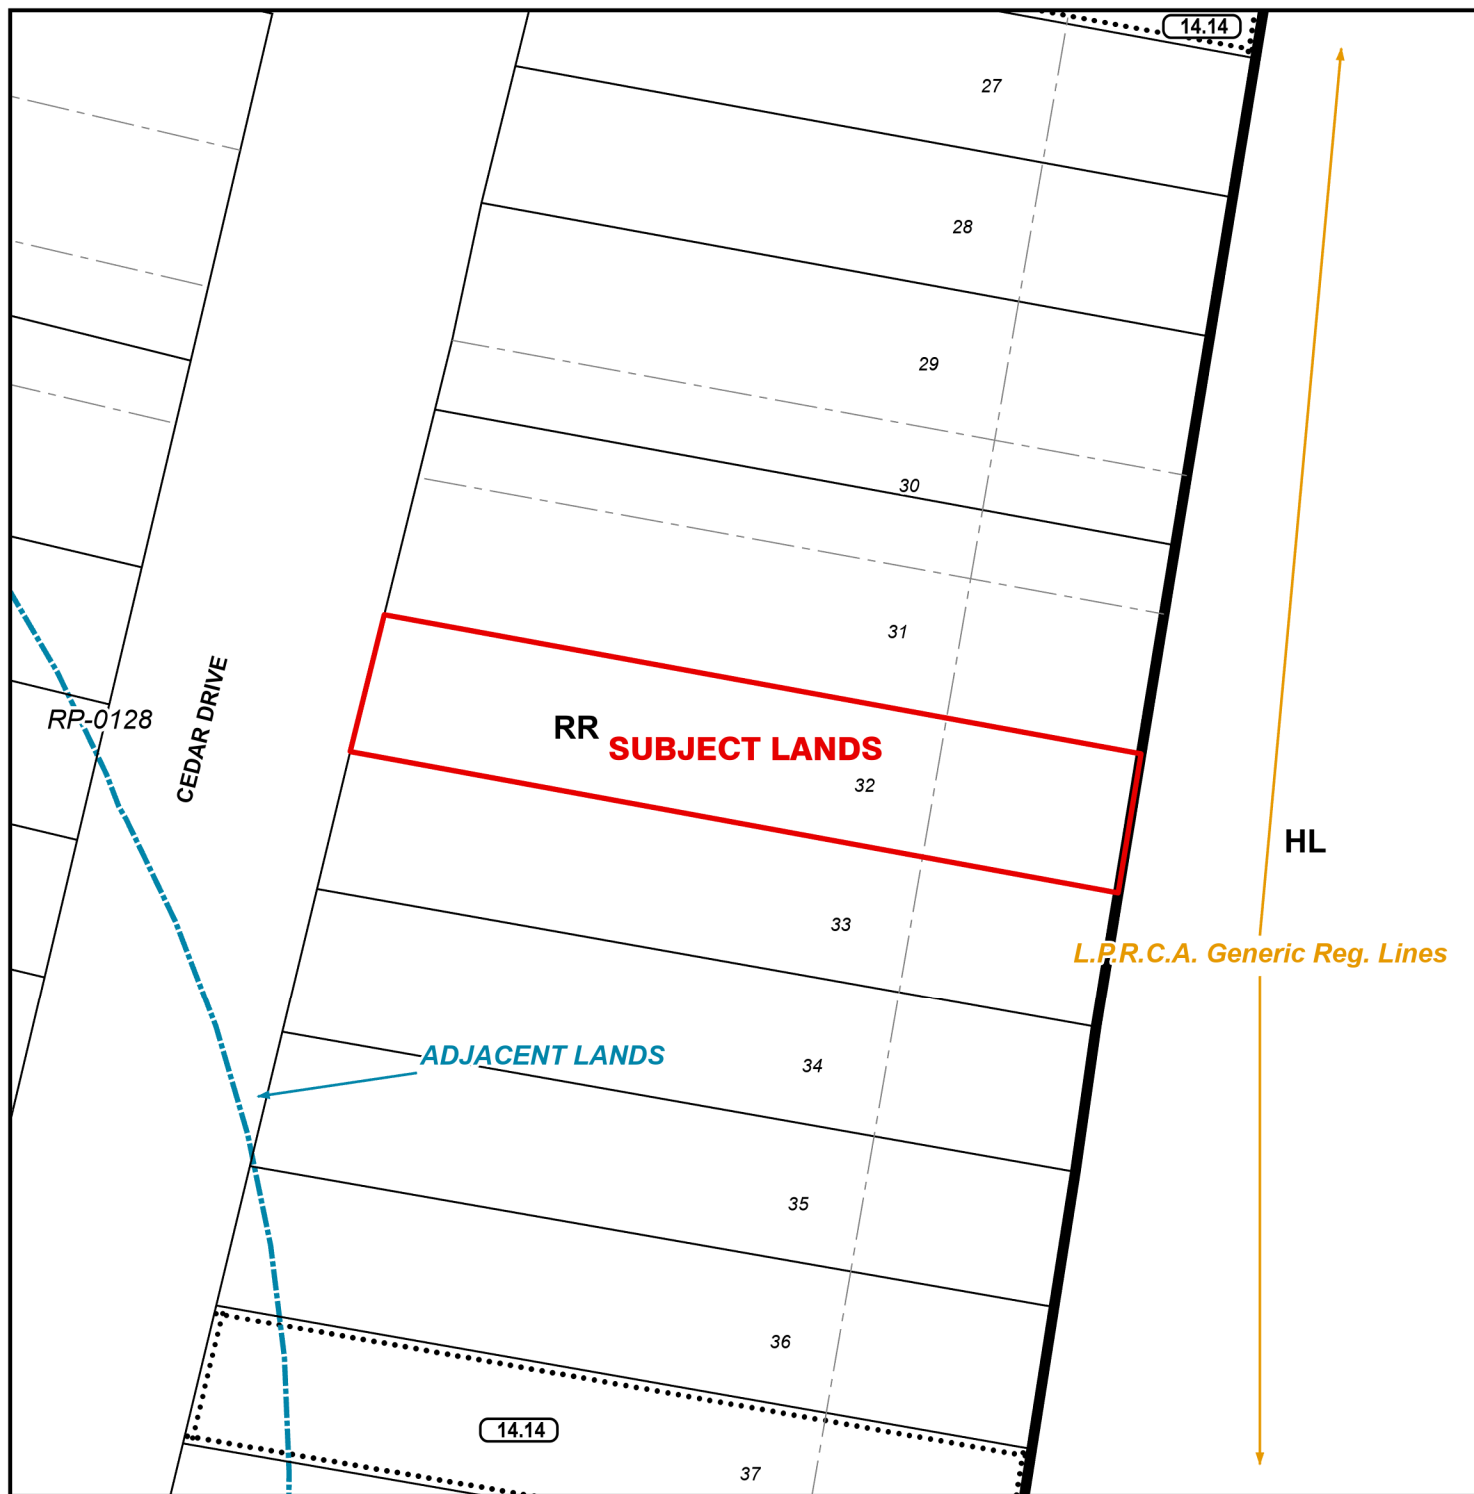 14.14
27
28
29
30
31
RP-0128
CEDAR DRIVE
RR
SUBJECT LANDS
32
HL
33
L.P.R.C.A. Generic Reg. Lines
ADJACENT LANDS
34
35
36
14.14
37